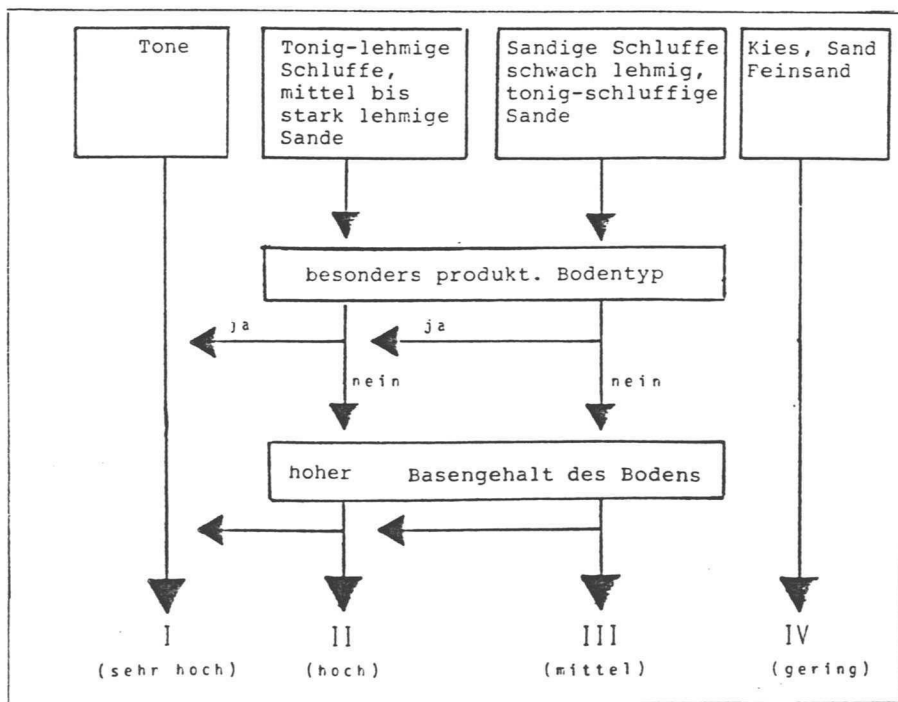 Tone
Tonig-lehmige
Schluffe,
mittel bis
stark lehmige
Sande
Sandige Schluffe
schwach lehmig,
tonig-schluffige
Sande
Kies, Sand
Feinsand
besonders produkt. Bodentyp
ja
ja
nein
nein
hoher Basengehalt des Bodens
I
II
III
IV
(sehr hoch)
(hoch)
(mittel)
(gering)